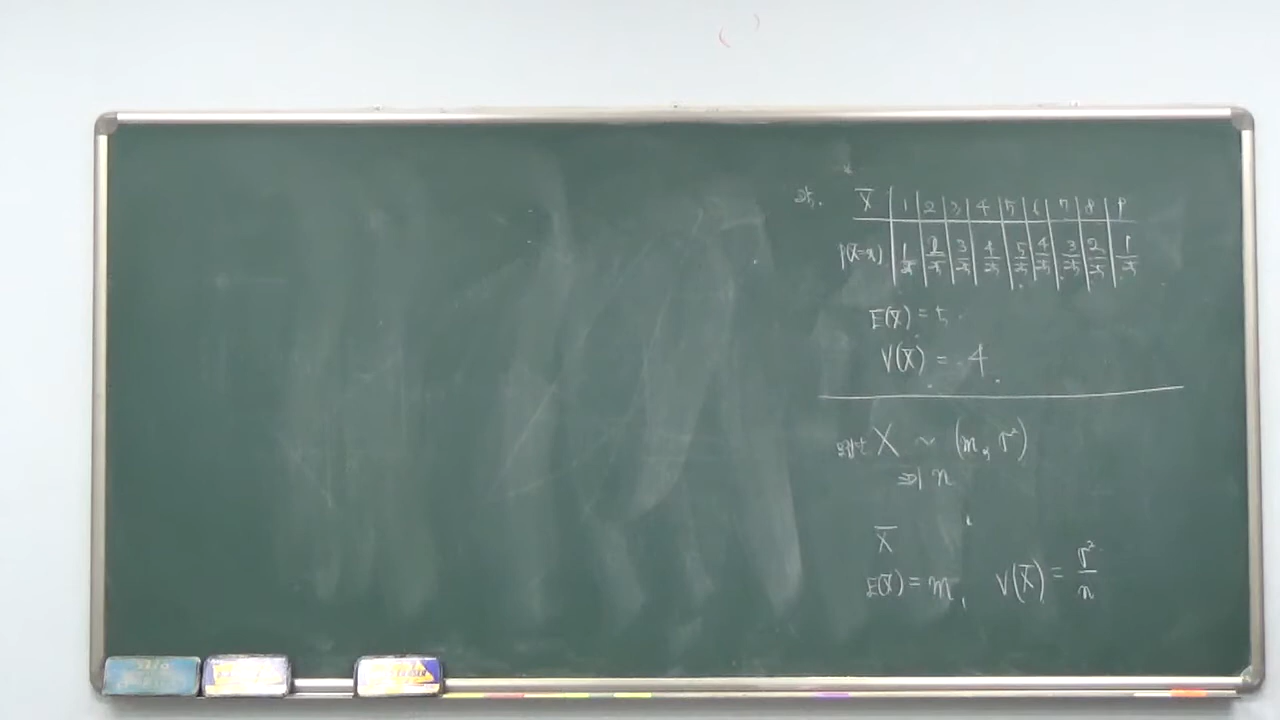 X̄ 1 2 3 4 5 6 7 8 9
P(X̄=x) 1/25 2/25 3/25 4/25 5/25 4/25 3/25 2/25 1/25
E(X̄) = 5
V(X̄) = 4
X ~ (m, σ²)
n
X̄
E(X̄) = m, V(X̄) = σ²/n